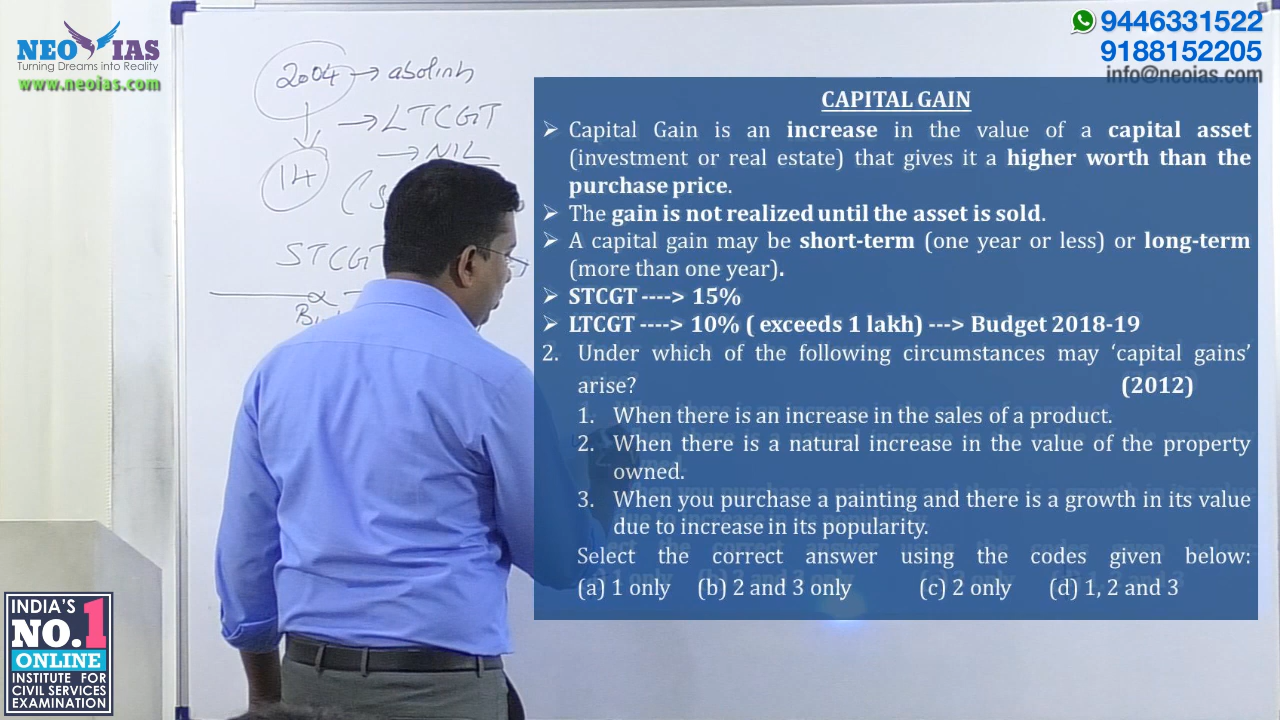 NEO IAS
Turning Dreams into Reality
www.neoias.com
9446331522
9188152205
info@neoias.com
2004 → abolish
→ LTCGT
→ NIL
14
STCGT
CAPITAL GAIN
➢ Capital Gain is an increase in the value of a capital asset
(investment or real estate) that gives it a higher worth than the
purchase price.
➢ The gain is not realized until the asset is sold.
➢ A capital gain may be short-term (one year or less) or long-term
(more than one year).
➢ STCGT ----> 15%
➢ LTCGT ----> 10% ( exceeds 1 lakh) ---> Budget 2018-19
2. Under which of the following circumstances may ‘capital gains’
arise? (2012)
1. When there is an increase in the sales of a product.
2. When there is a natural increase in the value of the property
owned.
3. When you purchase a painting and there is a growth in its value
due to increase in its popularity.
Select the correct answer using the codes given below:
(a) 1 only (b) 2 and 3 only (c) 2 only (d) 1, 2 and 3
INDIA'S
NO.1
ONLINE
INSTITUTE FOR
CIVIL SERVICES
EXAMINATION